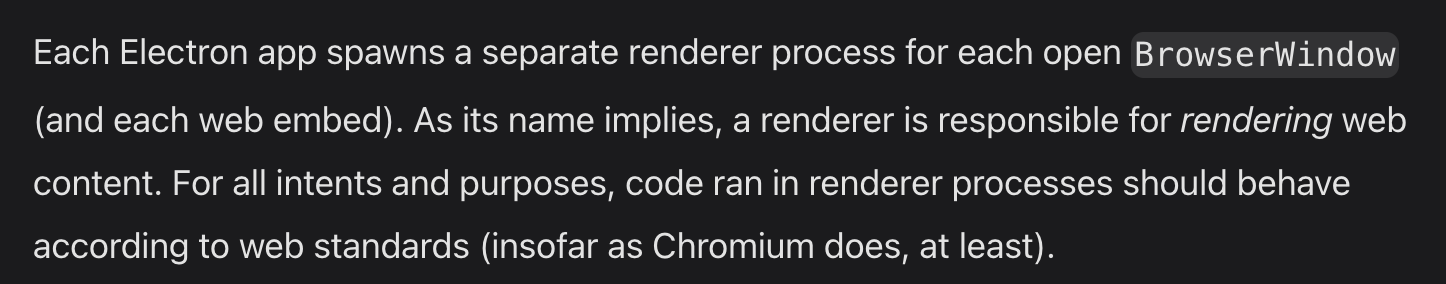 Each Electron app spawns a separate renderer process for each open BrowserWindow
(and each web embed). As its name implies, a renderer is responsible for rendering web
content. For all intents and purposes, code ran in renderer processes should behave
according to web standards (insofar as Chromium does, at least).